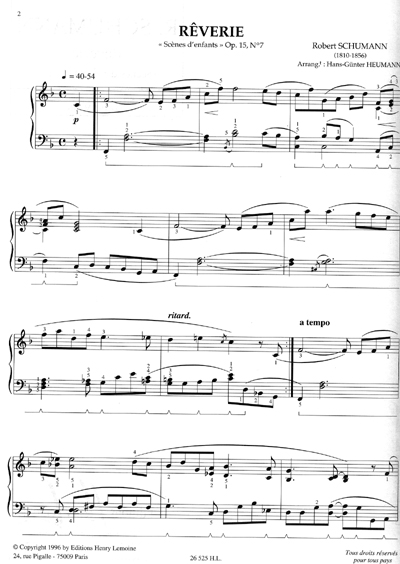 2
RÊVERIE
« Scènes d'enfants » Op. 15, N°7
Robert SCHUMANN
(1810-1856)
Arrang! : Hans-Günter HEUMANN
= 40-54
p
ritard.
a tempo
© Copyright 1996 by Editions Henry Lemoine
24, rue Pigalle - 75009 Paris
26 525 H.L.
Tous droits réservés
pour tous pays